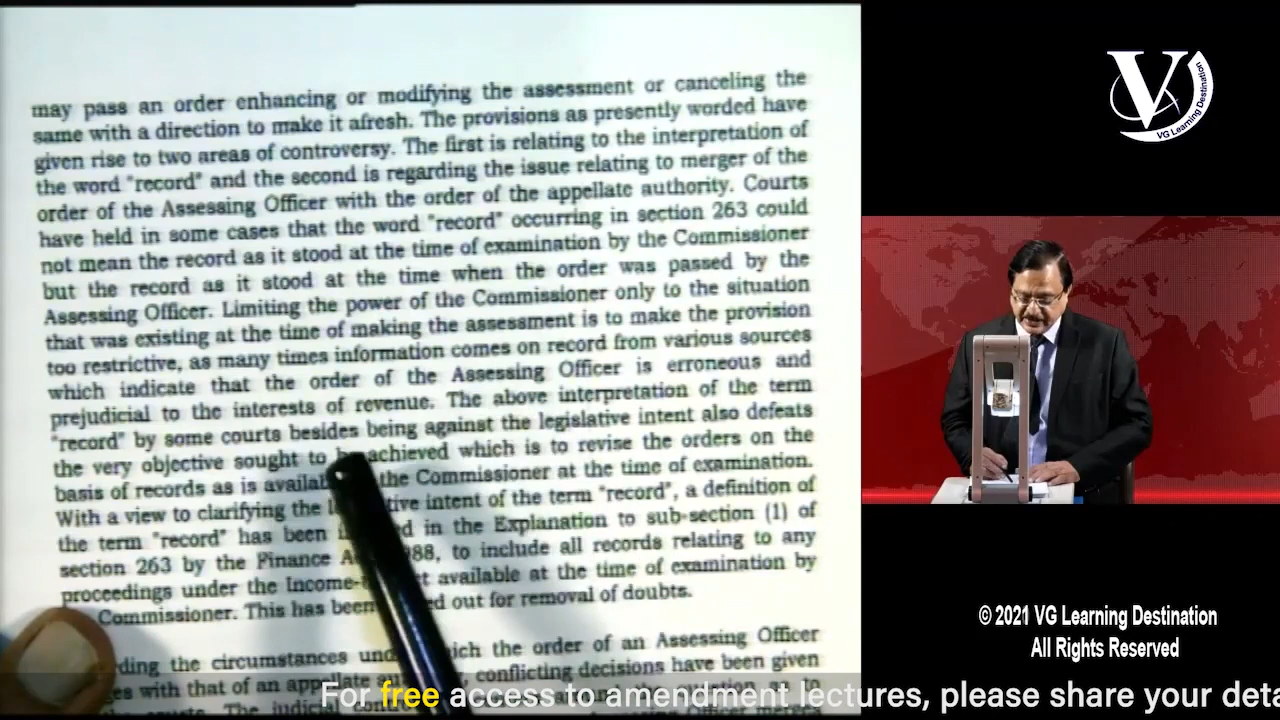 may pass an order enhancing or modifying the assessment or canceling the
same with a direction to make it afresh. The provisions as presently worded have
given rise to two areas of controversy. The first is relating to the interpretation of
the word "record" and the second is regarding the issue relating to merger of the
order of the Assessing Officer with the order of the appellate authority. Courts
have held in some cases that the word "record" occurring in section 263 could
not mean the record as it stood at the time of examination by the Commissioner
but the record as it stood at the time when the order was passed by the
Assessing Officer. Limiting the power of the Commissioner only to the situation
that was existing at the time of making the assessment is to make the provision
too restrictive, as many times information comes on record from various sources
which indicate that the order of the Assessing Officer is erroneous and
prejudicial to the interests of revenue. The above interpretation of the term
"record" by some courts besides being against the legislative intent also defeats
the very objective sought to be achieved which is to revise the orders on the
basis of records as is the Commissioner at the time of examination.
With a view to clarifying the intent of the term "record", a definition of
the term "record" has been in the Explanation to sub-section (1) of
section 263 by the Finance to include all records relating to any
proceedings under the available at the time of examination by
Commissioner. This has been out for removal of doubts.
the circumstances the order of an Assessing Officer
with that of an conflicting decisions have been given
The judicial
V
VG Learning Destination
© 2021 VG Learning Destination
All Rights Reserved
For free access to amendment lectures, please share your